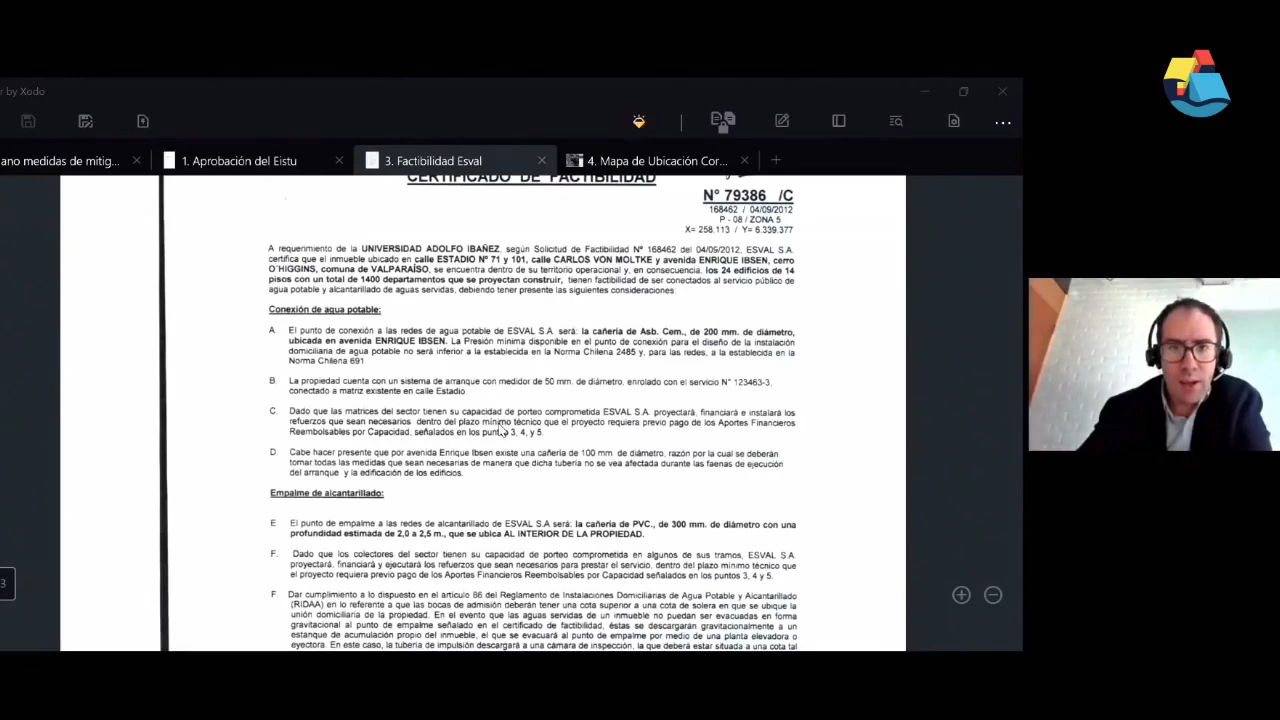 r by Xodo
ano medidas de mitig...
1. Aprobación del Eistu
3. Factibilidad Esval
4. Mapa de Ubicación Cor...
CERTIFICADO DE FACTIBILIDAD
N° 79386 /C
168462 / 04/09/2012
P - 08 / ZONA 5
X= 258.113 / Y= 6.339.377
A requerimiento de la UNIVERSIDAD ADOLFO IBAÑEZ, según Solicitud de Factibilidad N° 168462 del 04/09/2012, ESVAL S.A.
certifica que el inmueble ubicado en calle ESTADIO N° 71 y 101, calle CARLOS VON MOLTKE y avenida ENRIQUE IBSEN, cerro
O'HIGGINS, comuna de VALPARAÍSO, se encuentra dentro de su territorio operacional y, en consecuencia, los 24 edificios de 14
pisos con un total de 1400 departamentos que se proyectan construir, tienen factibilidad de ser conectados al servicio público de
agua potable y alcantarillado de aguas servidas, debiendo tener presente las siguientes consideraciones:
Conexión de agua potable:
A. El punto de conexión a las redes de agua potable de ESVAL S.A. será: la cañería de Asb. Cem., de 200 mm. de diámetro,
ubicada en avenida ENRIQUE IBSEN. La Presión mínima disponible en el punto de conexión para el diseño de la instalación
domiciliaria de agua potable no será inferior a la establecida en la Norma Chilena 2485 y, para las redes, a la establecida en la
Norma Chilena 691
B. La propiedad cuenta con un sistema de arranque con medidor de 50 mm. de diámetro, enrolado con el servicio N° 123463-3,
conectado a matriz existente en calle Estadio.
C. Dado que las matrices del sector tienen su capacidad de porteo comprometida ESVAL S.A. proyectará, financiará e instalará los
refuerzos que sean necesarios dentro del plazo mínimo técnico que el proyecto requiera previo pago de los Aportes Financieros
Reembolsables por Capacidad, señalados en los puntos 3, 4, y 5.
D. Cabe hacer presente que por avenida Enrique Ibsen existe una cañería de 100 mm. de diámetro, razón por la cual se deberán
tomar todas las medidas que sean necesarias de manera que dicha tubería no se vea afectada durante las faenas de ejecución
del arranque y la edificación de los edificios.
Empalme de alcantarillado:
E. El punto de empalme a las redes de alcantarillado de ESVAL S.A será: la cañería de PVC., de 300 mm. de diámetro con una
profundidad estimada de 2,0 a 2,5 m., que se ubica AL INTERIOR DE LA PROPIEDAD.
F. Dado que los colectores del sector tienen su capacidad de porteo comprometida en algunos de sus tramos, ESVAL S.A.
proyectará, financiará y ejecutará los refuerzos que sean necesarios para prestar el servicio, dentro del plazo mínimo técnico que
el proyecto requiera previo pago de los Aportes Financieros Reembolsables por Capacidad señalados en los puntos 3, 4 y 5.
F Dar cumplimiento a lo dispuesto en el artículo 86 del Reglamento de Instalaciones Domiciliarias de Agua Potable y Alcantarillado
(RIDAA) en lo referente a que las bocas de admisión deberán tener una cota superior a una cota de solera en que se ubique la
unión domiciliaria de la propiedad. En el evento que las aguas servidas de un inmueble no puedan ser evacuadas en forma
gravitacional al punto de empalme señalado en el certificado de factibilidad, éstas se descargarán gravitacionalmente a un
estanque de acumulación propio del inmueble, el que se evacuará al punto de empalme por medio de una planta elevadora o
eyectora. En este caso, la tubería de impulsión descargará a una cámara de inspección, la que deberá estar situada a una cota tal
3